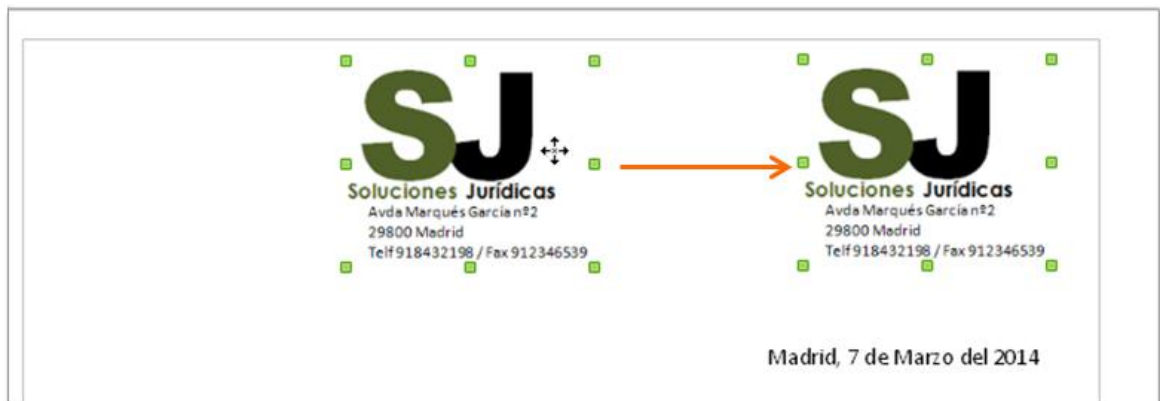 SJ
Soluciones Jurídicas
Avda Marqués García nº2
29800 Madrid
Telf 918432198 / Fax 912346539
SJ
Soluciones Jurídicas
Avda Marqués García nº2
29800 Madrid
Telf 918432198 / Fax 912346539
Madrid, 7 de Marzo del 2014